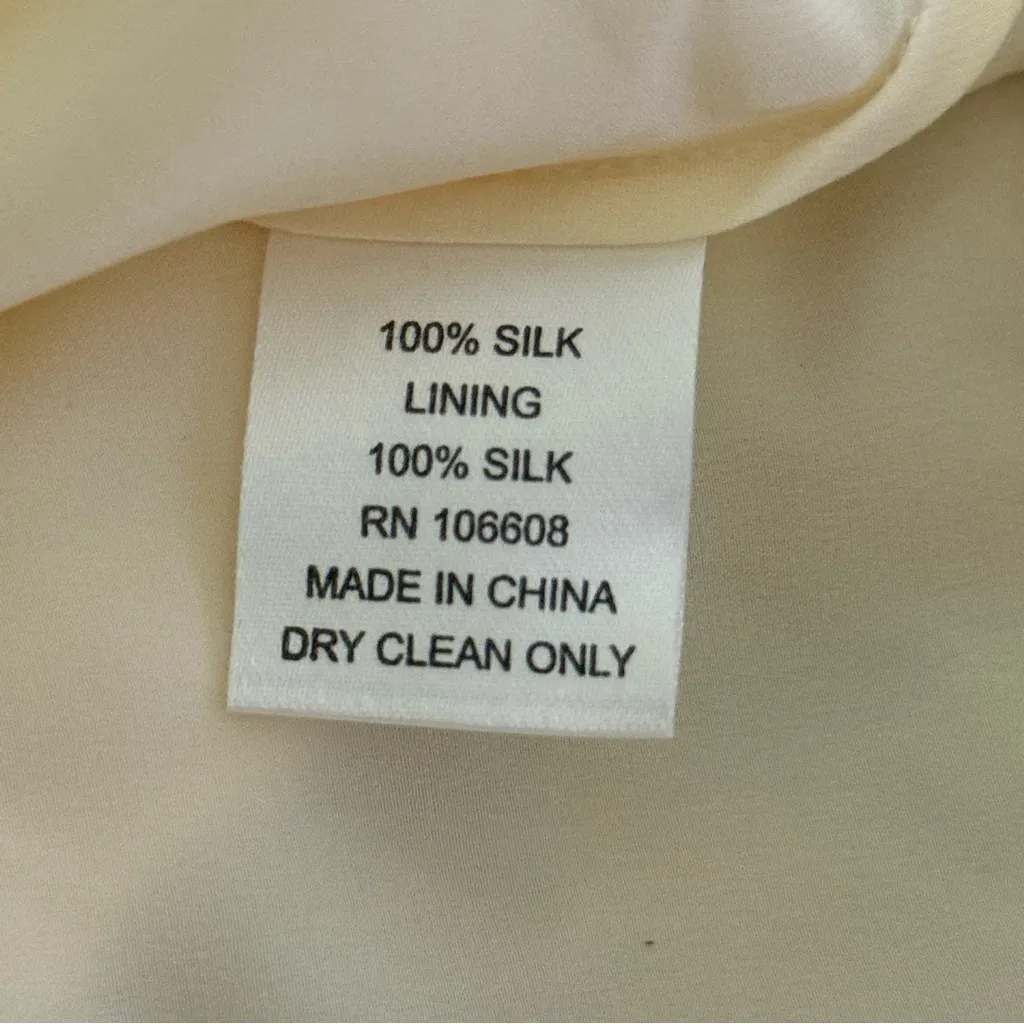 100% SILK
LINING
100% SILK
RN 106608
MADE IN CHINA
DRY CLEAN ONLY